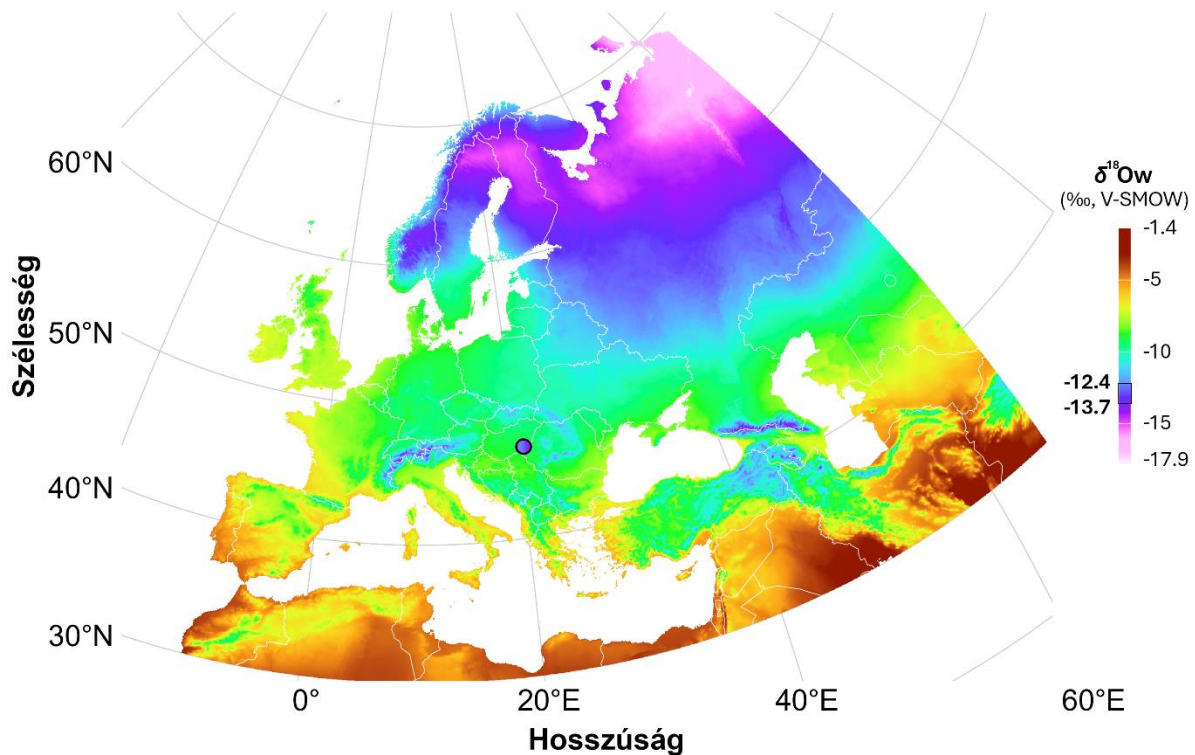 60°N
50°N
40°N
30°N
Szélesség
0°
20°E
40°E
60°E
Hosszúság
δ¹⁸Ow
(‰, V-SMOW)
-1.4
-5
-10
-12.4
-13.7
-15
-17.9